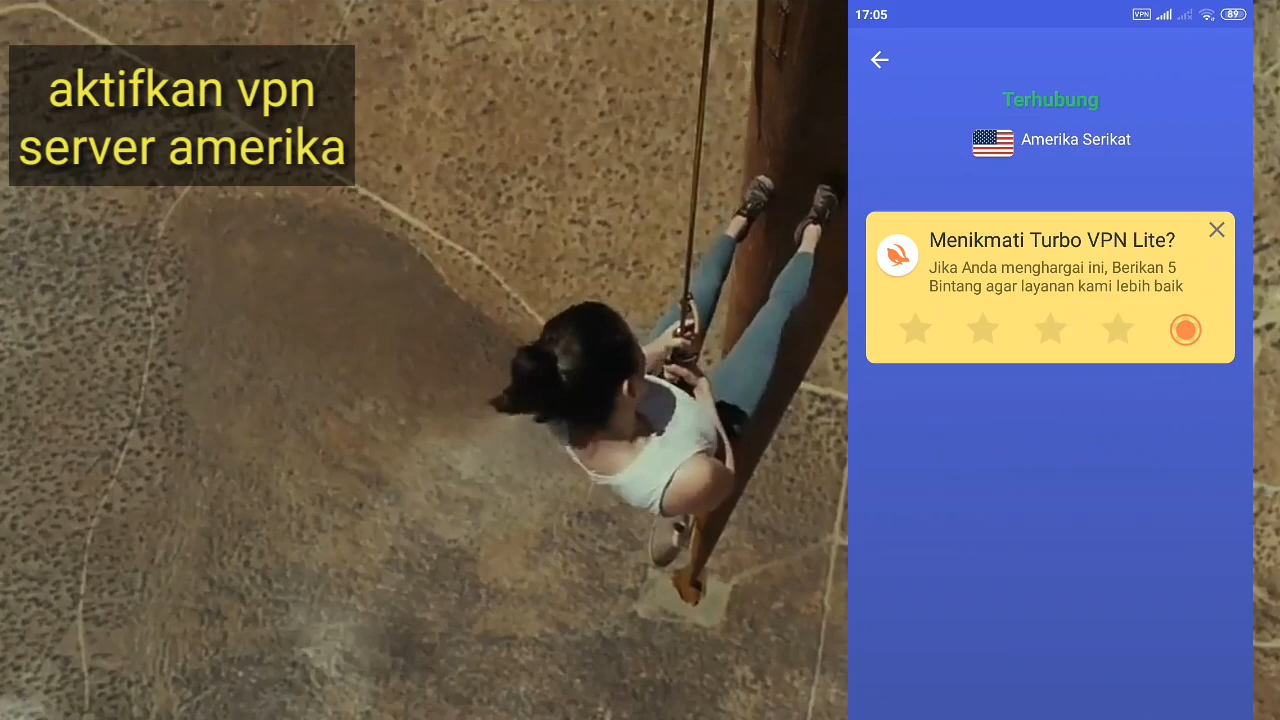 aktifkan vpn
server amerika
17:05
VPN
89
Terhubung
Amerika Serikat
Menikmati Turbo VPN Lite?
Jika Anda menghargai ini, Berikan 5
Bintang agar layanan kami lebih baik